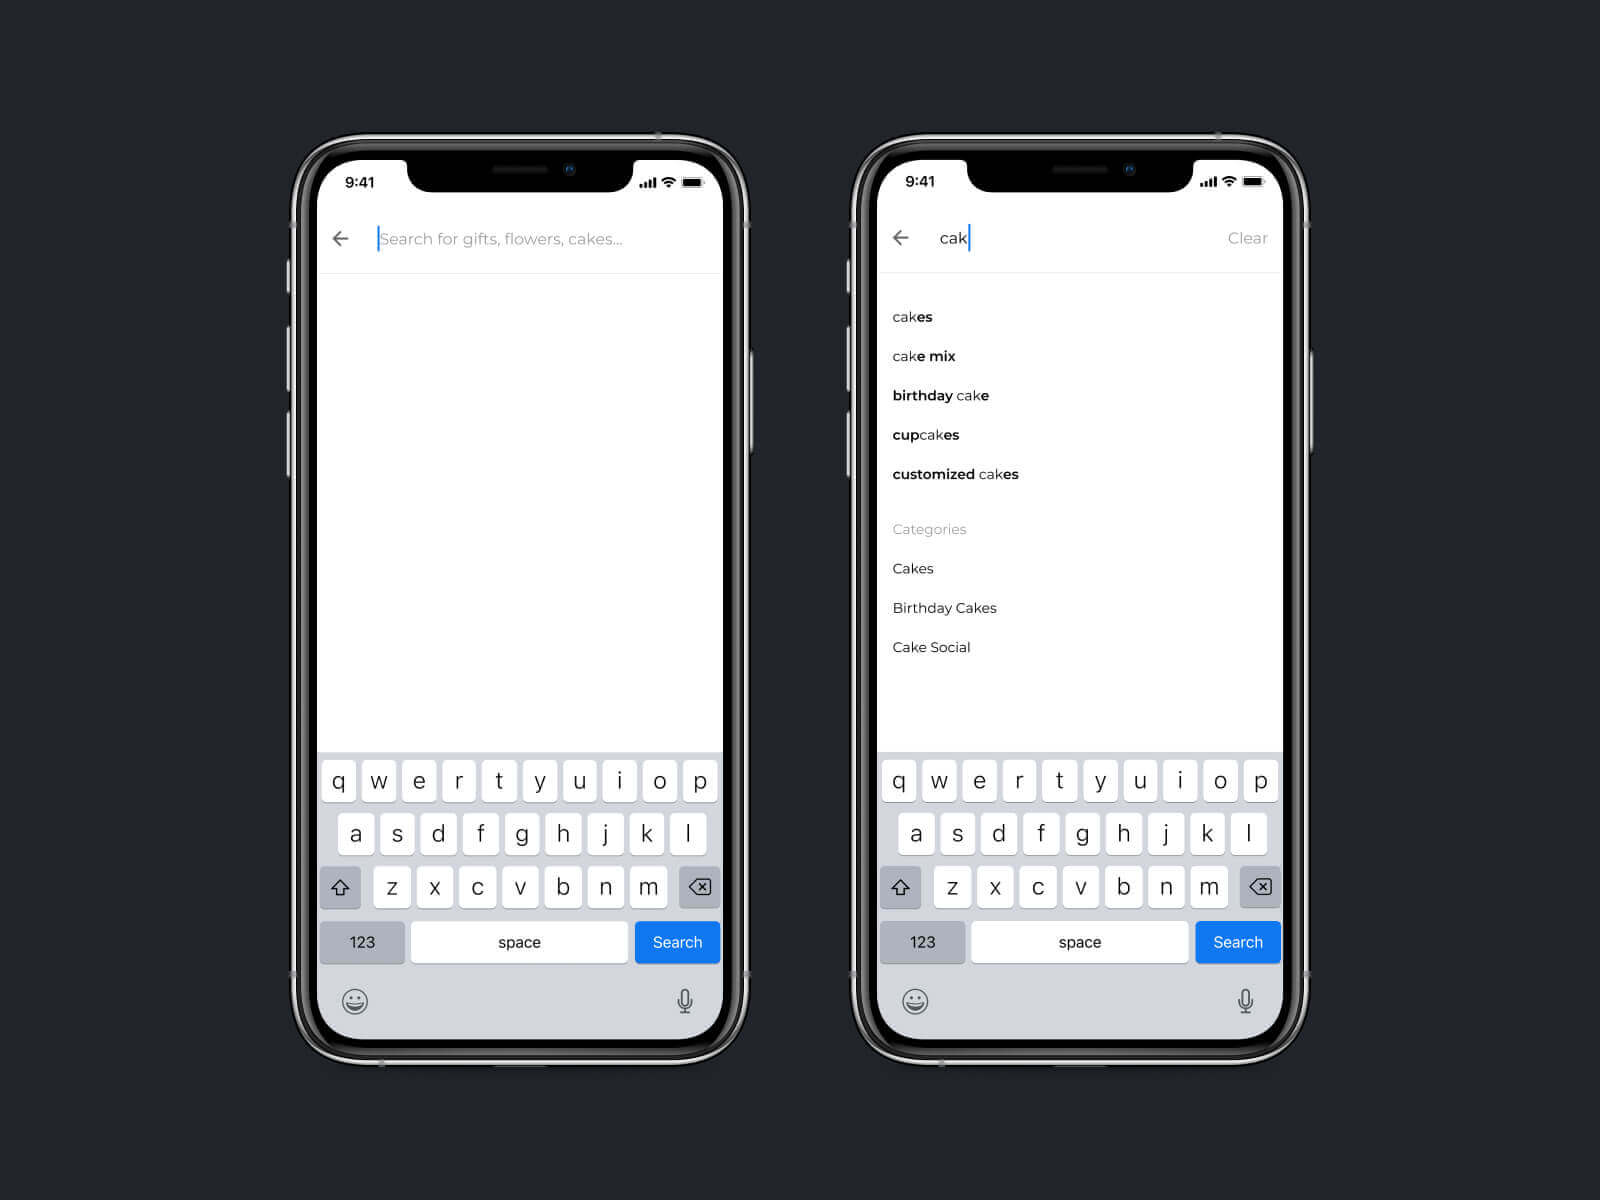 9:41
Search for gifts, flowers, cakes...
q w e r t y u i o p
a s d f g h j k l
z x c v b n m
123 space Search
9:41
cak Clear
cakes
cake mix
birthday cake
cupcakes
customized cakes
Categories
Cakes
Birthday Cakes
Cake Social
q w e r t y u i o p
a s d f g h j k l
z x c v b n m
123 space Search